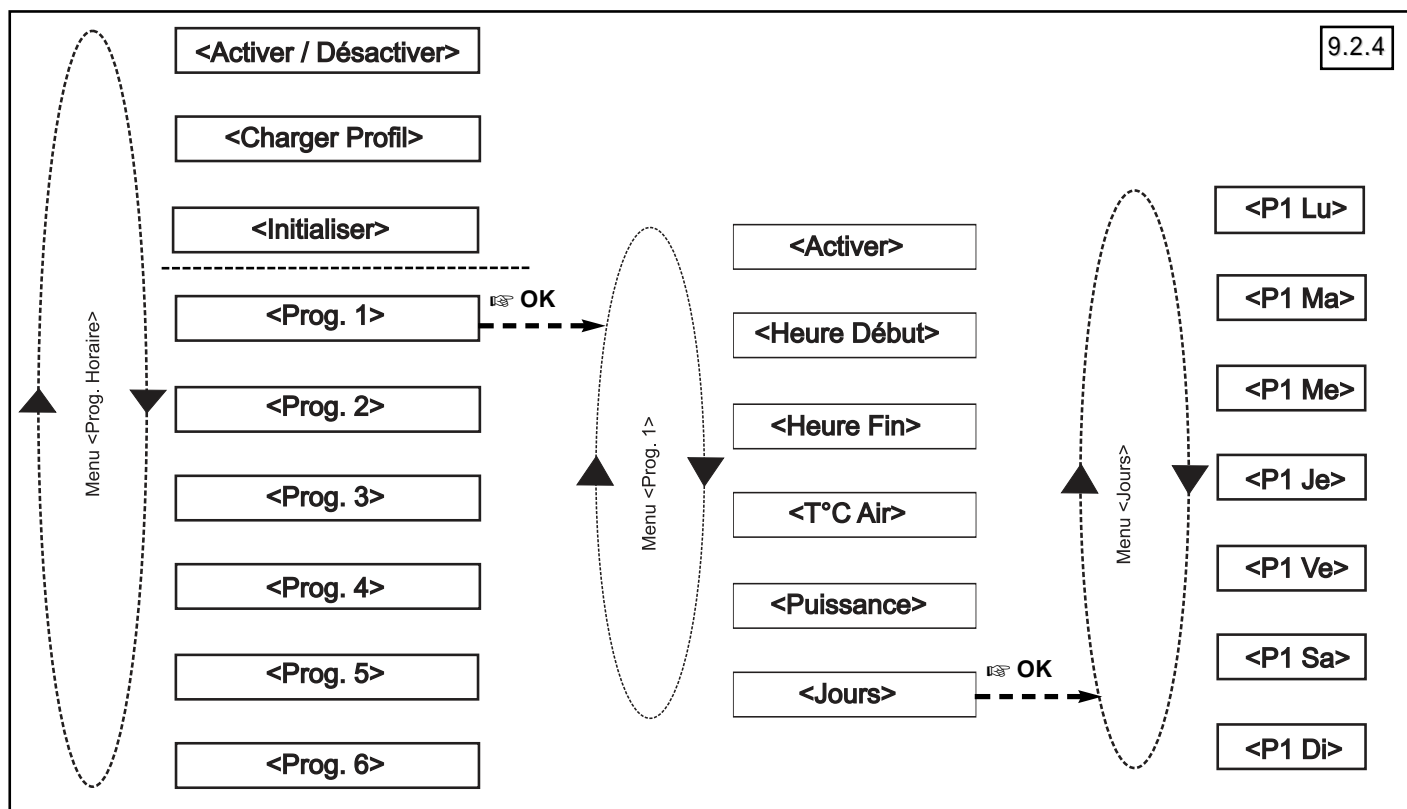 9.2.4
Menu <Prog. Horaire>
<Activer / Désactiver>
<Charger Profil>
<Initialiser>
<Prog. 1>
☞ OK
<Prog. 2>
<Prog. 3>
<Prog. 4>
<Prog. 5>
<Prog. 6>
Menu <Prog. 1>
<Activer>
<Heure Début>
<Heure Fin>
<T°C Air>
<Puissance>
<Jours>
☞ OK
Menu <Jours>
<P1 Lu>
<P1 Ma>
<P1 Me>
<P1 Je>
<P1 Ve>
<P1 Sa>
<P1 Di>